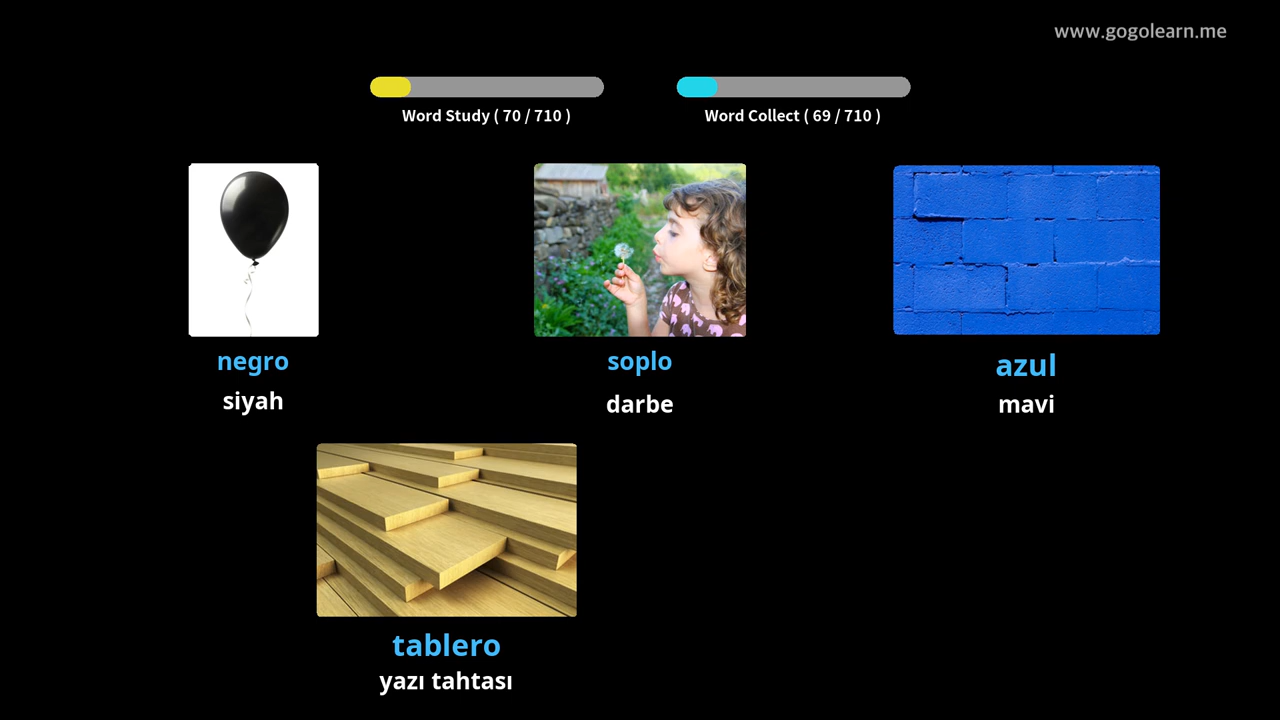 www.gogolearn.me
Word Study ( 70 / 710 )
Word Collect ( 69 / 710 )
negro
siyah
soplo
darbe
azul
mavi
tablero
yazı tahtası